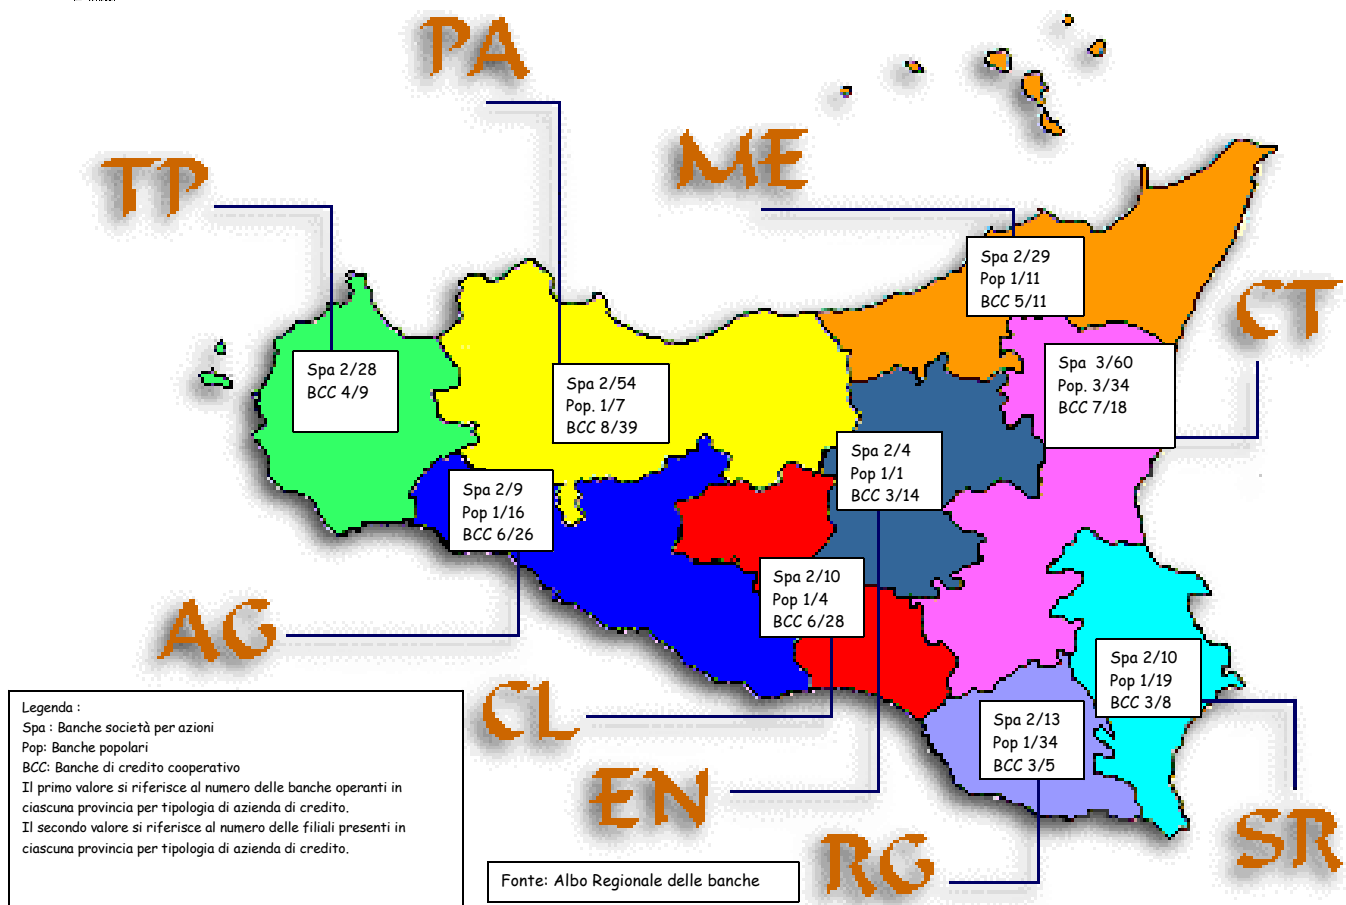 PA
ME
TP
CT
Spa 2/29
Pop 1/11
BCC 5/11
Spa 2/28
BCC 4/9
Spa 2/54
Pop. 1/7
BCC 8/39
Spa 3/60
Pop. 3/34
BCC 7/18
Spa 2/4
Pop 1/1
BCC 3/14
Spa 2/9
Pop 1/16
BCC 6/26
Spa 2/10
Pop 1/4
BCC 6/28
AG
Spa 2/10
Pop 1/19
BCC 3/8
CL
Spa 2/13
Pop 1/34
BCC 3/5
EN
RG
SR
Legenda :
Spa : Banche società per azioni
Pop: Banche popolari
BCC: Banche di credito cooperativo
Il primo valore si riferisce al numero delle banche operanti in
ciascuna provincia per tipologia di azienda di credito.
Il secondo valore si riferisce al numero delle filiali presenti in
ciascuna provincia per tipologia di azienda di credito.
Fonte: Albo Regionale delle banche